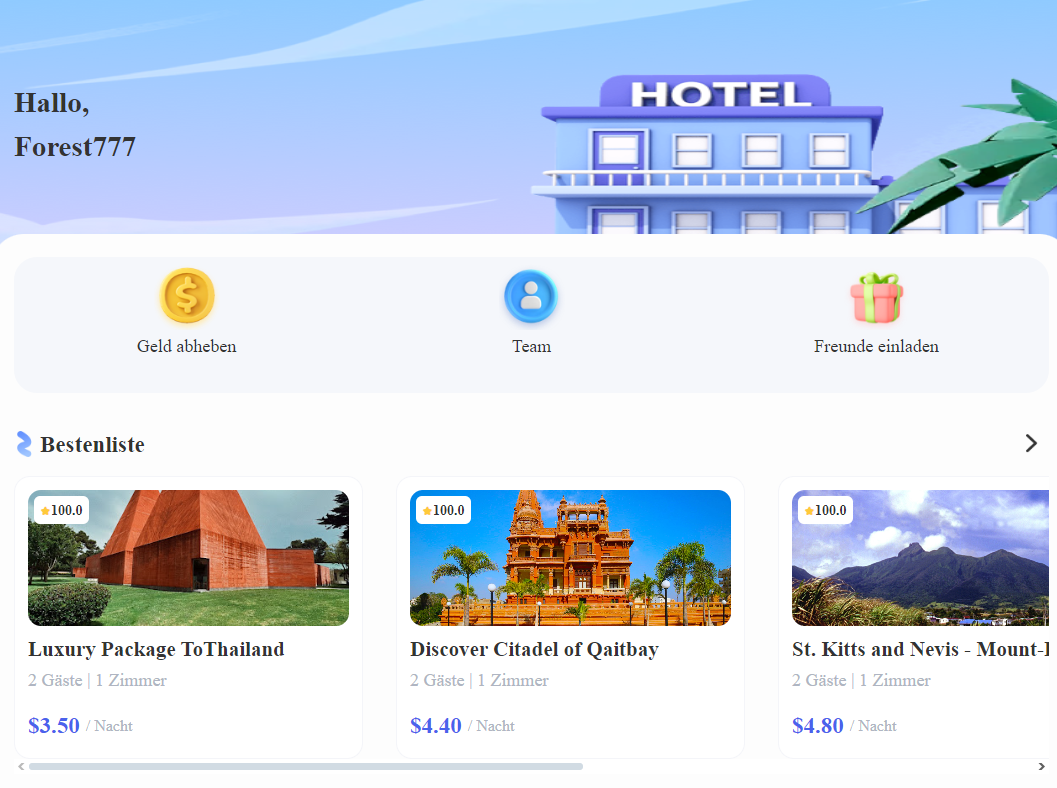 HOTEL
Hallo,
Forest777
Geld abheben
Team
Freunde einladen
Bestenliste
100.0
100.0
100.0
Luxury Package ToThailand
Discover Citadel of Qaitbay
St. Kitts and Nevis - Mount-
2 Gäste | 1 Zimmer
2 Gäste | 1 Zimmer
2 Gäste | 1 Zimmer
$3.50 / Nacht
$4.40 / Nacht
$4.80 / Nacht